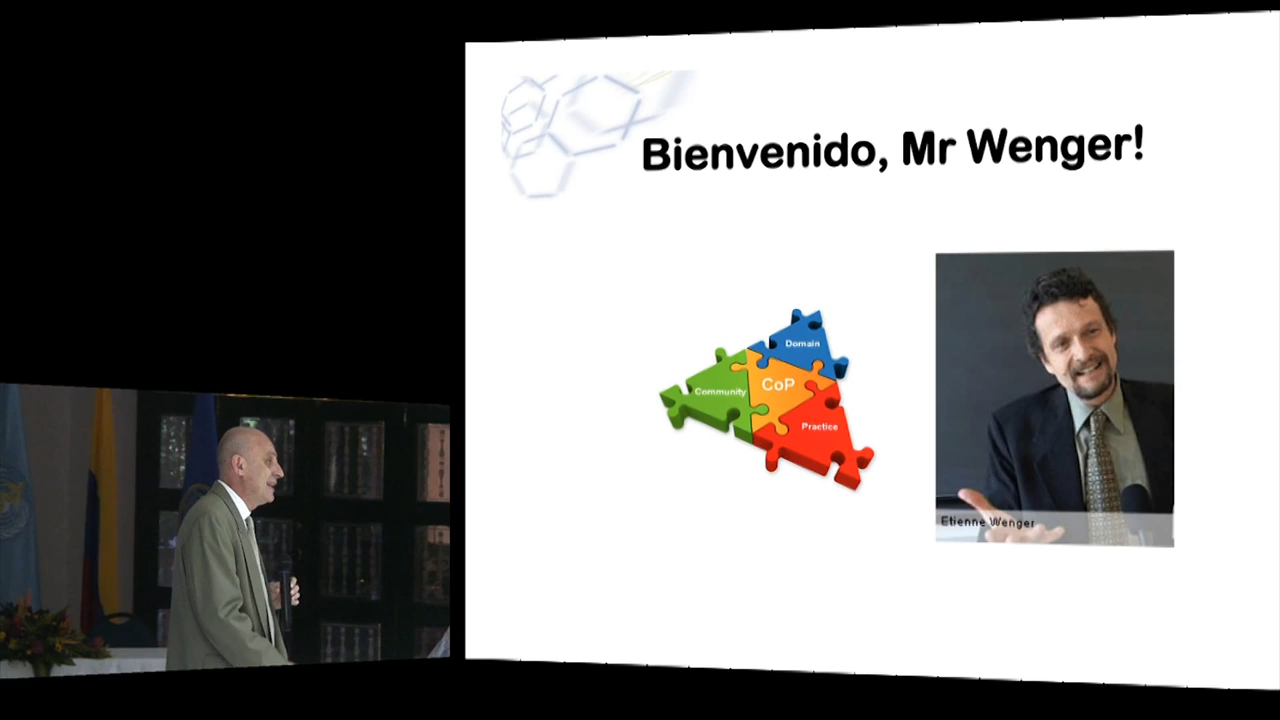 Bienvenido, Mr Wenger!
Domain
Community
CoP
Practice
Etienne Wenger